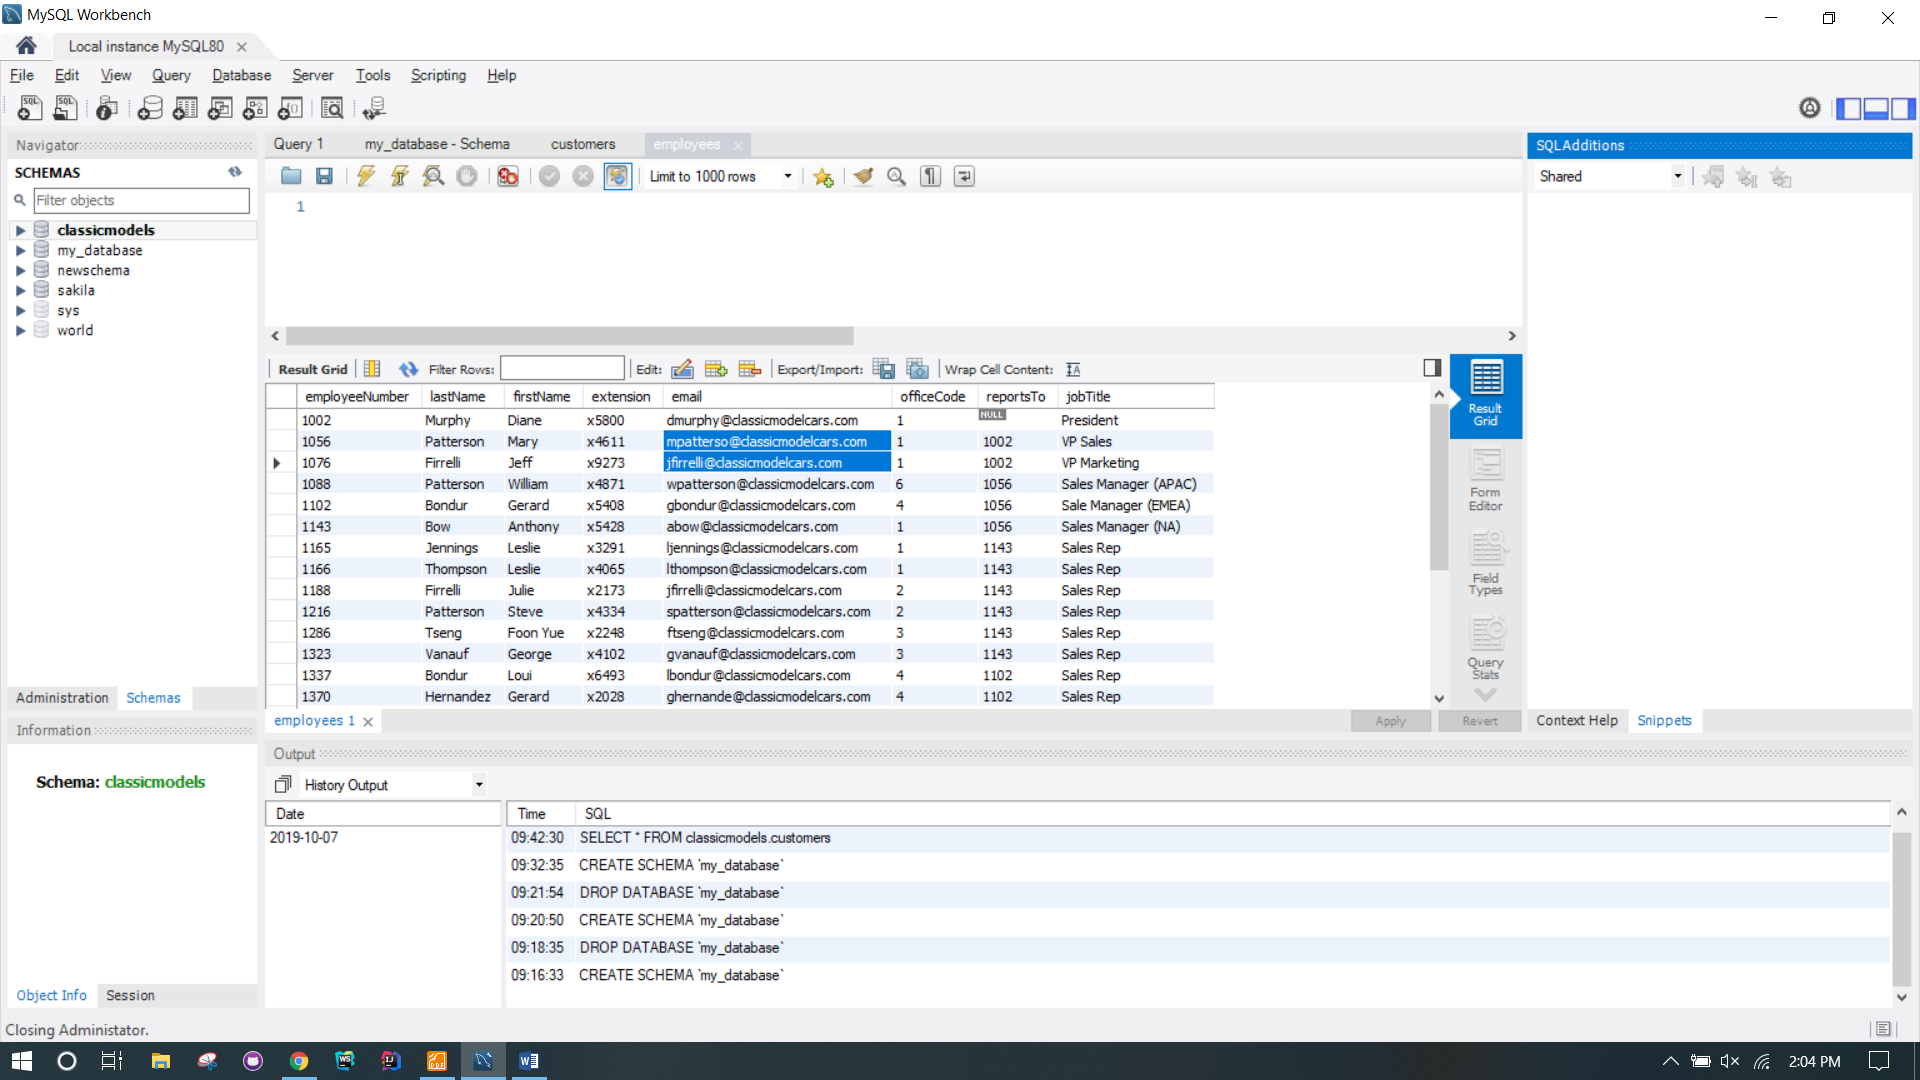 MySQL Workbench
Local instance MySQL80
File Edit View Query Database Server Tools Scripting Help
Navigator
SCHEMAS
Filter objects
classicmodels
my_database
newschema
sakila
sys
world
Administration Schemas
Information
Schema: classicmodels
Object Info Session
Closing Administator.
Query 1 my_database - Schema customers employees
Limit to 1000 rows
1
Result Grid Filter Rows: Edit: Export/Import: Wrap Cell Content:
employeeNumber lastName firstName extension email officeCode reportsTo jobTitle
1002 Murphy Diane x5800 dmurphy@classicmodelcars.com 1 NULL President
1056 Patterson Mary x4611 mpatterso@classicmodelcars.com 1 1002 VP Sales
1076 Firrelli Jeff x9273 jfirrelli@classicmodelcars.com 1 1002 VP Marketing
1088 Patterson William x4871 wpatterson@classicmodelcars.com 6 1056 Sales Manager (APAC)
1102 Bondur Gerard x5408 gbondur@classicmodelcars.com 4 1056 Sale Manager (EMEA)
1143 Bow Anthony x5428 abow@classicmodelcars.com 1 1056 Sales Manager (NA)
1165 Jennings Leslie x3291 ljennings@classicmodelcars.com 1 1143 Sales Rep
1166 Thompson Leslie x4065 lthompson@classicmodelcars.com 1 1143 Sales Rep
1188 Firrelli Julie x2173 jfirrelli@classicmodelcars.com 2 1143 Sales Rep
1216 Patterson Steve x4334 spatterson@classicmodelcars.com 2 1143 Sales Rep
1286 Tseng Foon Yue x2248 ftseng@classicmodelcars.com 3 1143 Sales Rep
1323 Vanauf George x4102 gvanauf@classicmodelcars.com 3 1143 Sales Rep
1337 Bondur Loui x6493 lbondur@classicmodelcars.com 4 1102 Sales Rep
1370 Hernandez Gerard x2028 ghernande@classicmodelcars.com 4 1102 Sales Rep
Result
Grid
Form
Editor
Field
Types
Query
Stats
employees 1
Apply Revert
SQLAdditions
Shared
Context Help Snippets
Output
History Output
Date
2019-10-07
Time SQL
09:42:30 SELECT * FROM classicmodels.customers
09:32:35 CREATE SCHEMA `my_database`
09:21:54 DROP DATABASE `my_database`
09:20:50 CREATE SCHEMA `my_database`
09:18:35 DROP DATABASE `my_database`
09:16:33 CREATE SCHEMA `my_database`
2:04 PM